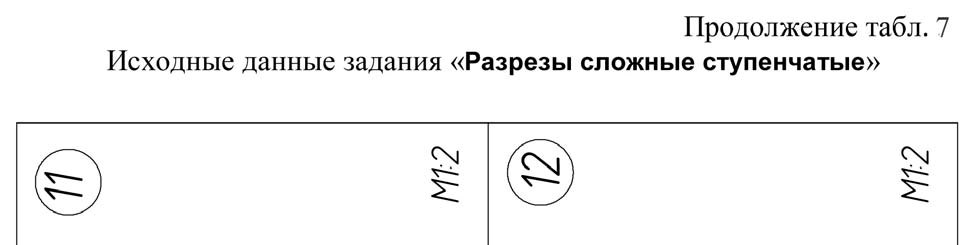 Продолжение табл. 7
Исходные данные задания «Разрезы сложные ступенчатые»
11
М1:2
12
М1:2